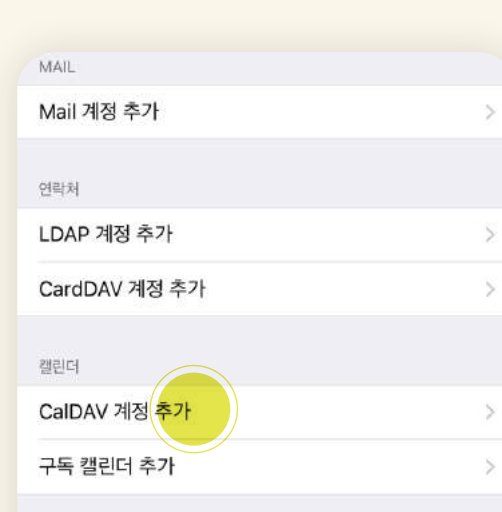 MAIL
Mail 계정 추가
연락처
LDAP 계정 추가
CardDAV 계정 추가
캘린더
CalDAV 계정 추가
구독 캘린더 추가